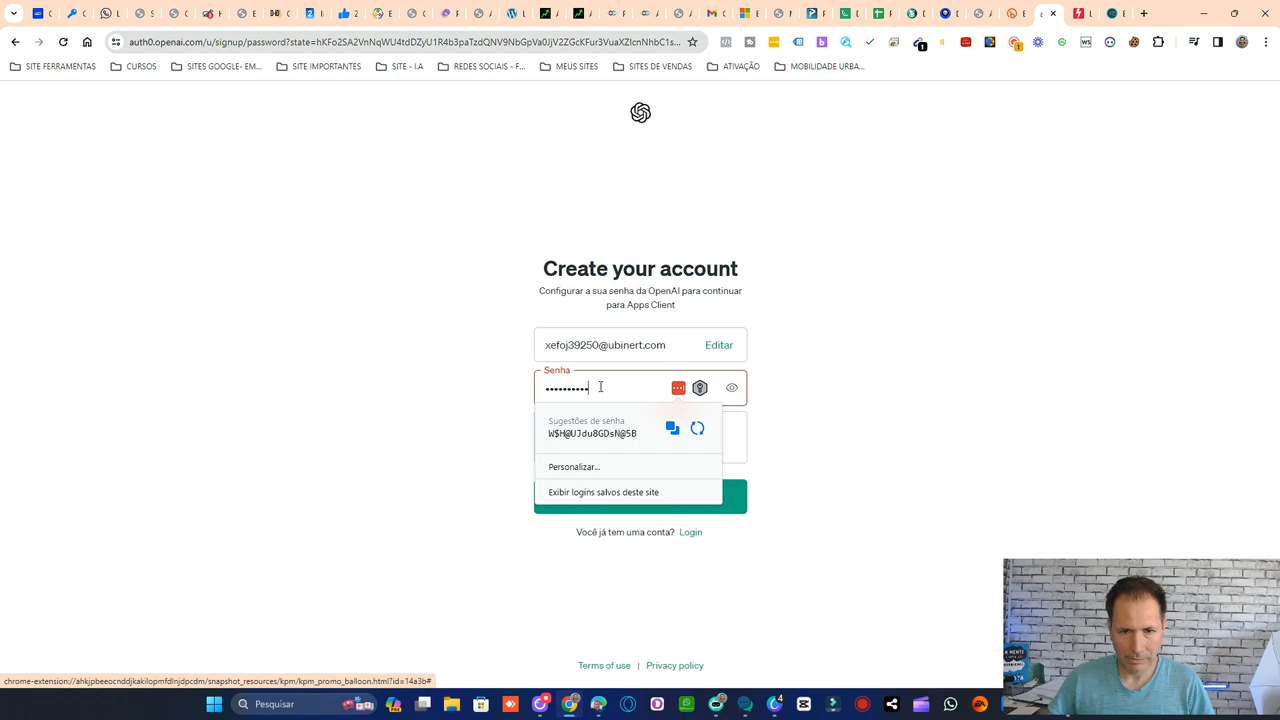 auth0.openai.com/u/signup/password?state=hKFo2SA2VnNqWU4tdDZyU1R4b3paTzdQNV9NbGpVa0JjV2ZGcKFur3VuaXZlcnNhbC1s...
SITE FERRAMENTAS CURSOS SITES GOOGLE- EM... SITE IMPORTANTES SITE - I.A REDES SOCIAIS - F... MEUS SITES SITES DE VENDAS ATIVAÇÃO MOBILIDADE URBA...
Create your account
Configurar a sua senha da OpenAI para continuar
para Apps Client
xefoj39250@ubinert.com Editar
Senha
Sugestões de senha
W$H@UJdu8GDsN@5B
Personalizar...
Exibir logins salvos deste site
Você já tem uma conta? Login
Terms of use | Privacy policy
chrome-extension://ahkjpbeeocnddjkakilopmfdlnjdpcdm/snapshot_resources/kpm/kpm_promo_balloon.html?id=14a3b#
Pesquisar